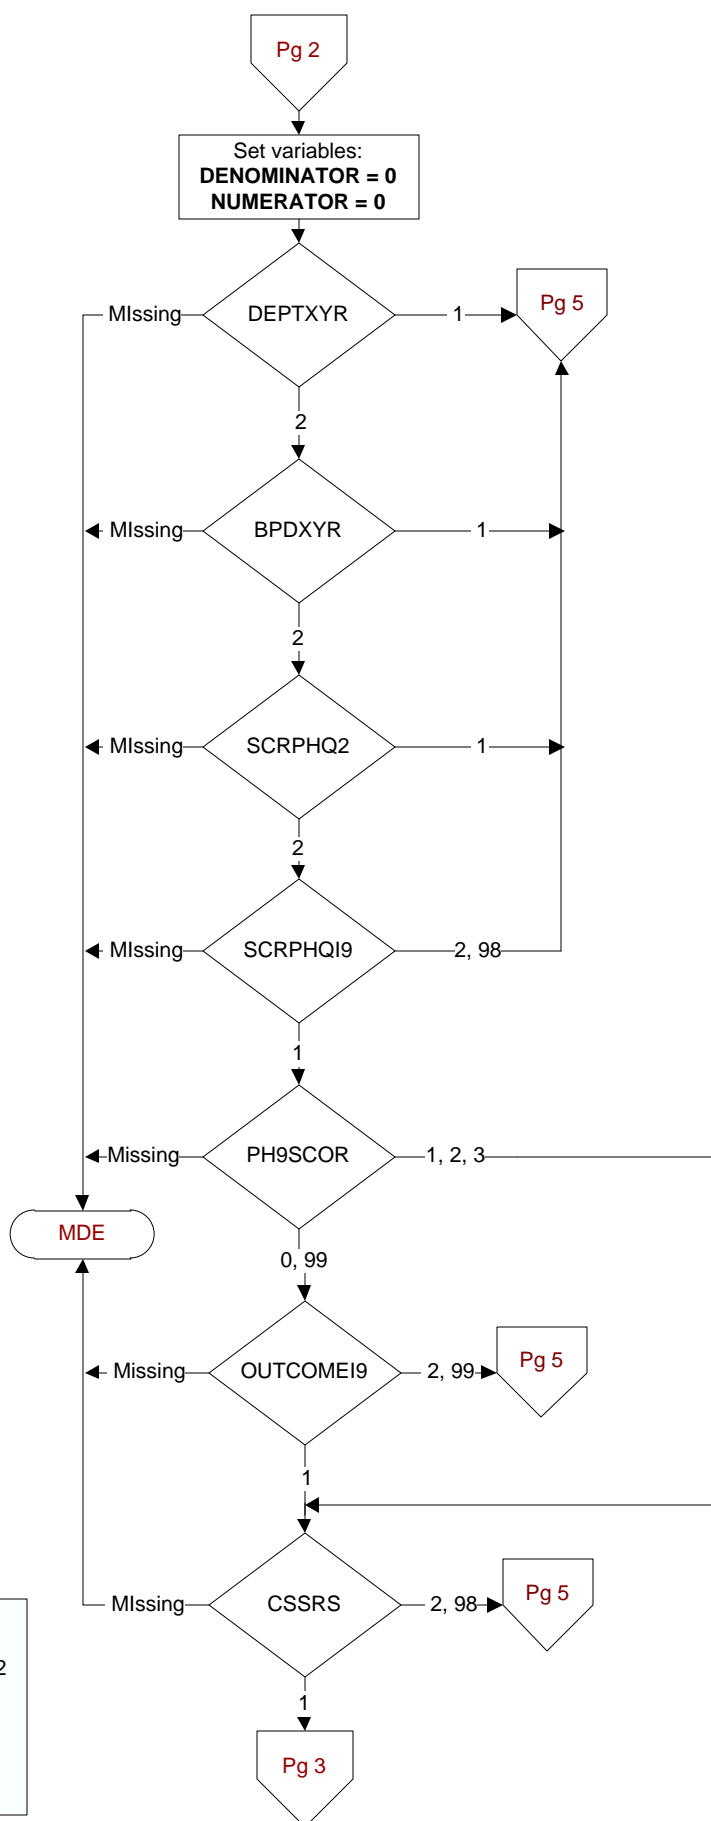 Pg 2
Set variables:
DENOMINATOR = 0
NUMERATOR = 0
MIssing
DEPTXYR
1
Pg 5
2
MIssing
BPDXYR
1
2
MIssing
SCRPHQ2
1
2
MIssing
SCRPHQI9
2, 98
1
Missing
PH9SCOR
1, 2, 3
MDE
0, 99
Missing
OUTCOMEI9
2, 99
Pg 5
1
MIssing
CSSRS
2, 98
Pg 5
2
1
Pg 3